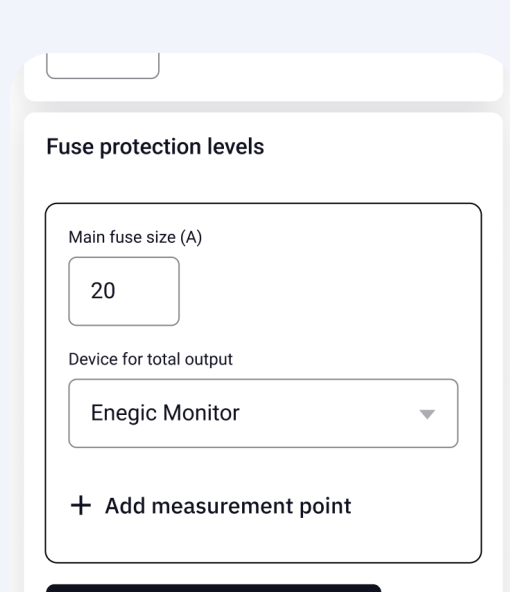 Fuse protection levels
Main fuse size (A)
20
Device for total output
Enegic Monitor
+ Add measurement point